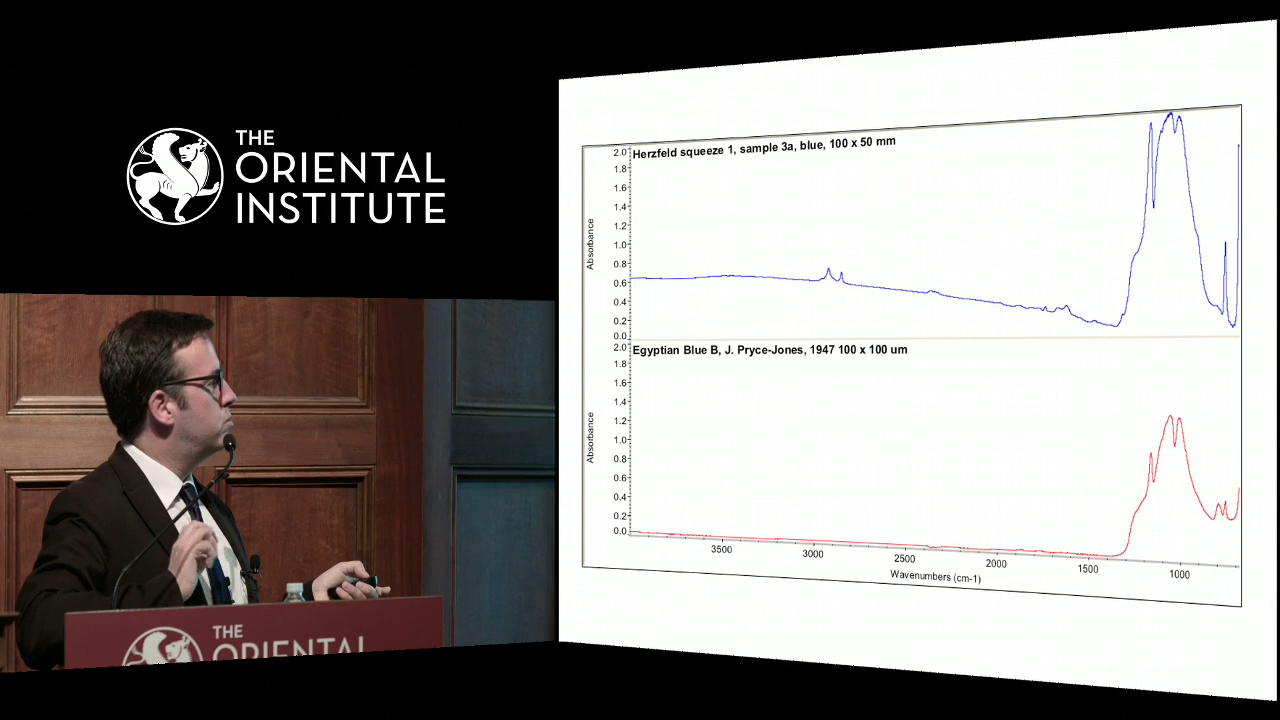 THE
ORIENTAL
INSTITUTE
Herzfeld squeeze 1, sample 3a, blue, 100 x 50 mm
2.0
1.8
1.6
1.4
1.2
1.0
0.8
0.6
0.4
0.2
0.0
Absorbance
Egyptian Blue B, J. Pryce-Jones, 1947 100 x 100 um
2.0
1.8
1.6
1.4
1.2
1.0
0.8
0.6
0.4
0.2
0.0
Absorbance
3500 3000 2500 2000 1500 1000
Wavenumbers (cm-1)
THE
ORIENTAL